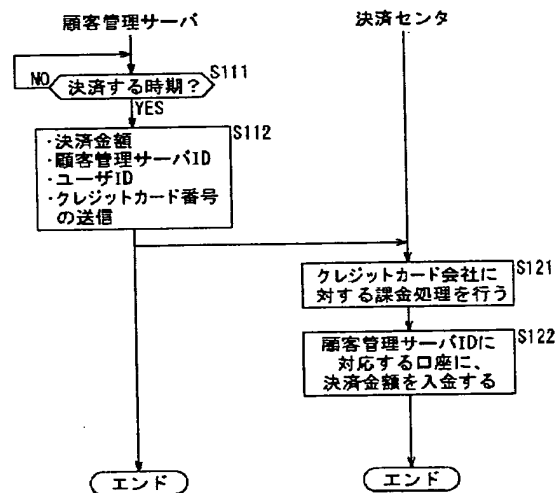 顧客管理サーバ
決済センタ
NO
決済する時期？
S111
YES
S112
・決済金額
・顧客管理サーバID
・ユーザID
・クレジットカード番号
の送信
クレジットカード会社に
対する課金処理を行う
S121
顧客管理サーバIDに
対応する口座に、
決済金額を入金する
S122
エンド
エンド